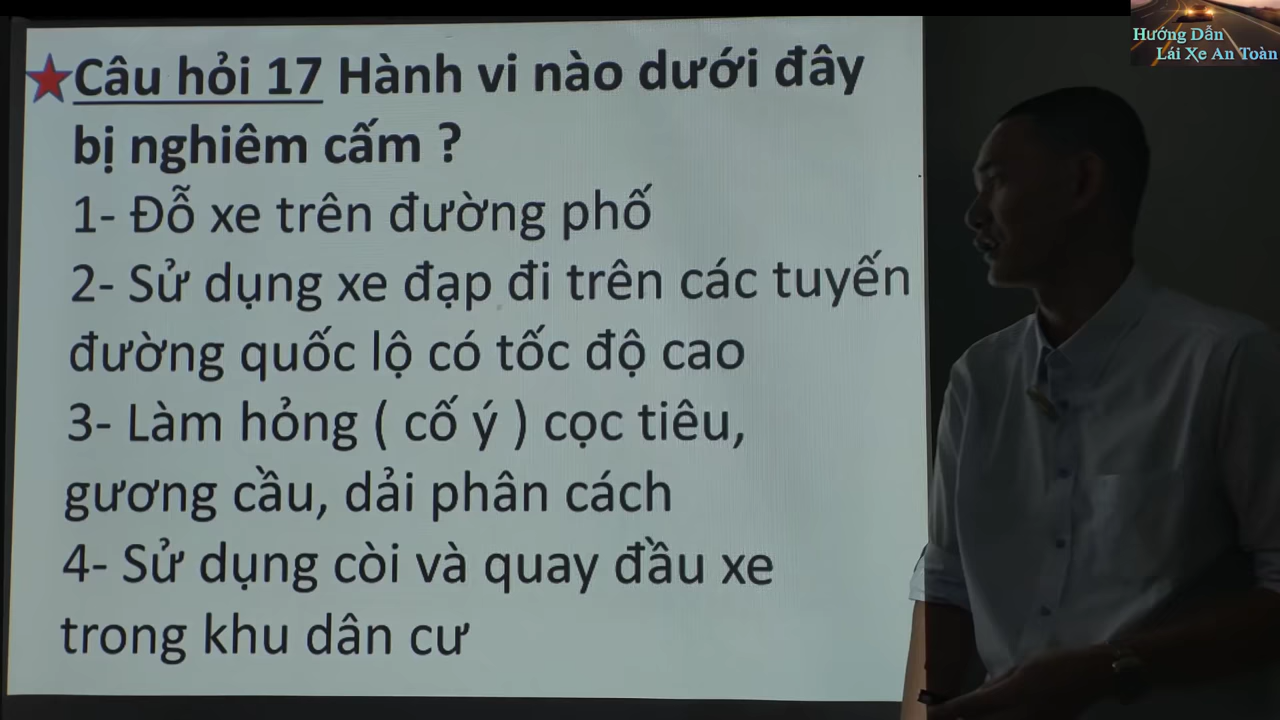 Hướng Dẫn
Lái Xe An Toàn
Câu hỏi 17 Hành vi nào dưới đây
bị nghiêm cấm ?
1- Đỗ xe trên đường phố
2- Sử dụng xe đạp đi trên các tuyến
đường quốc lộ có tốc độ cao
3- Làm hỏng ( cố ý ) cọc tiêu,
gương cầu, dải phân cách
4- Sử dụng còi và quay đầu xe
trong khu dân cư